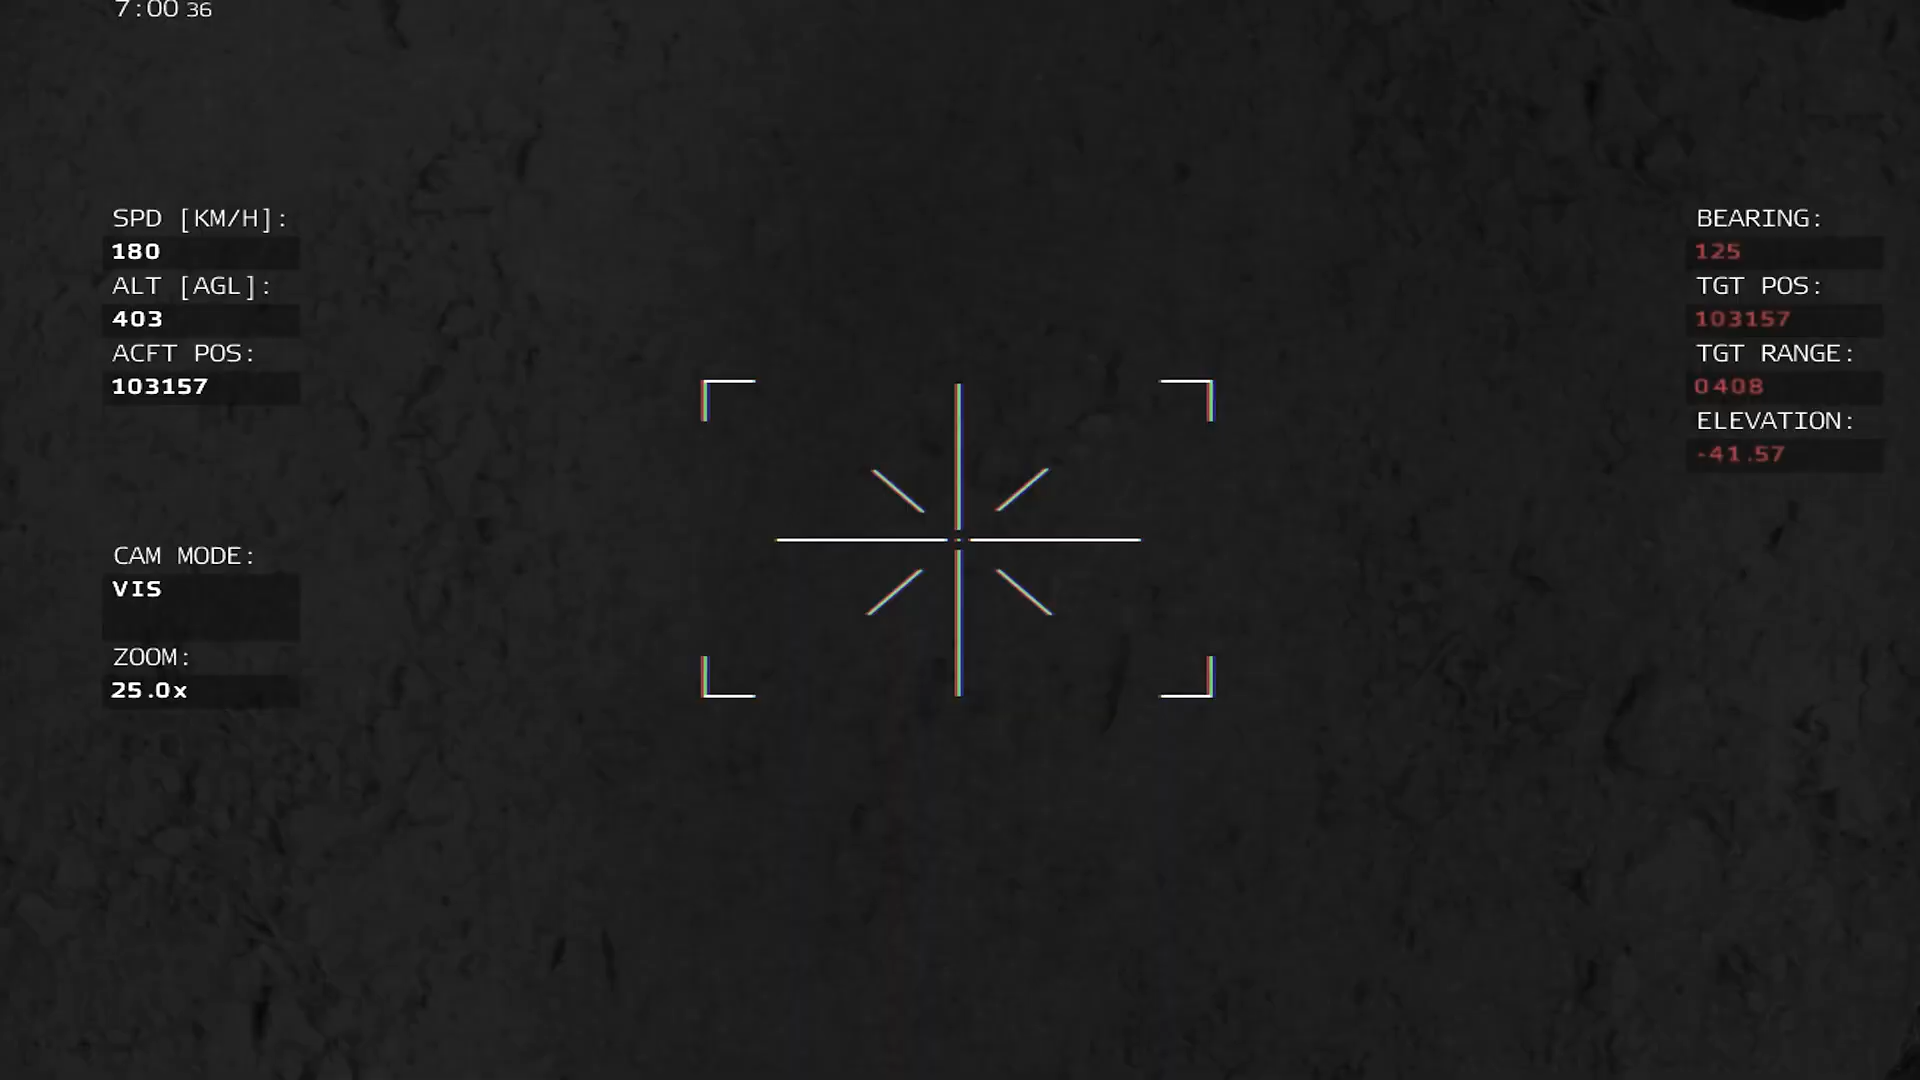 7:00 36
SPD [KM/H]:
180
ALT [AGL]:
403
ACFT POS:
103157
CAM MODE:
VIS
ZOOM:
25.0x
BEARING:
125
TGT POS:
103157
TGT RANGE:
0408
ELEVATION:
-41.57